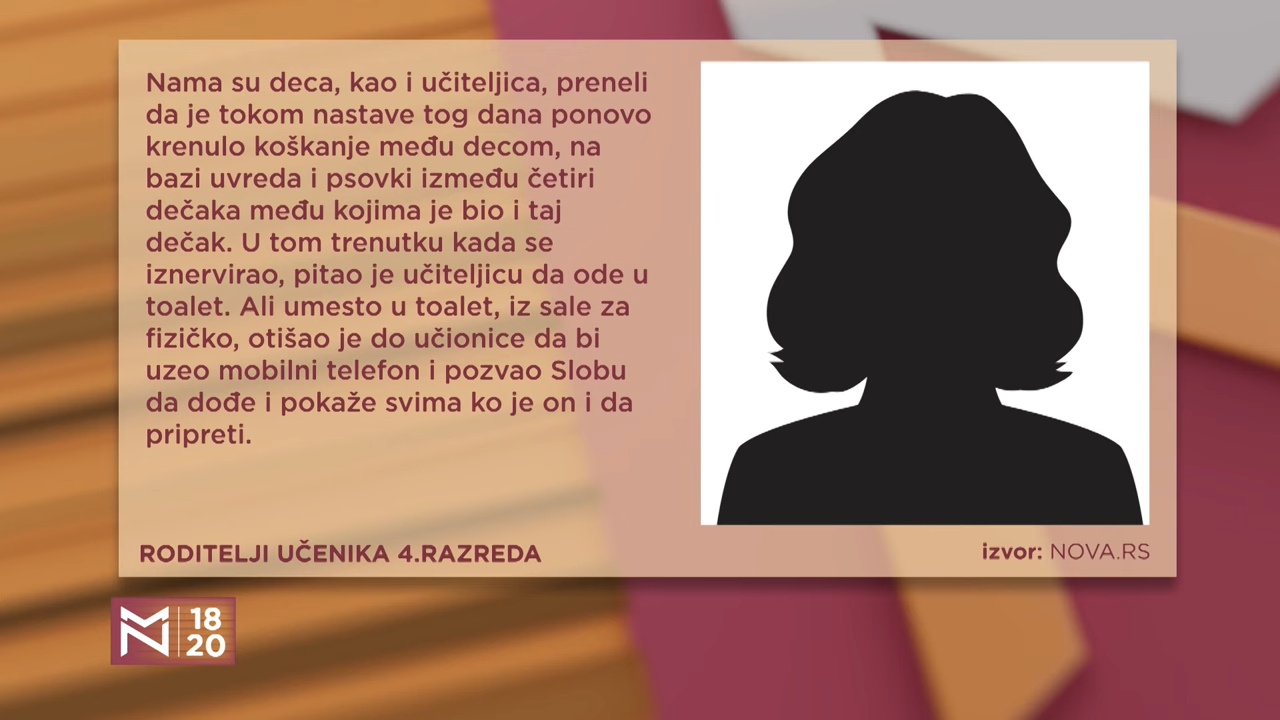 Nama su deca, kao i učiteljica, preneli
da je tokom nastave tog dana ponovo
krenulo koškanje među decom, na
bazi uvreda i psovki između četiri
dečaka među kojima je bio i taj
dečak. U tom trenutku kada se
iznervirao, pitao je učiteljicu da ode u
toalet. Ali umesto u toalet, iz sale za
fizičko, otišao je do učionice da bi
uzeo mobilni telefon i pozvao Slobu
da dođe i pokaže svima ko je on i da
pripreti.
RODITELJI UČENIKA 4.RAZREDA
izvor: NOVA.RS
18
20